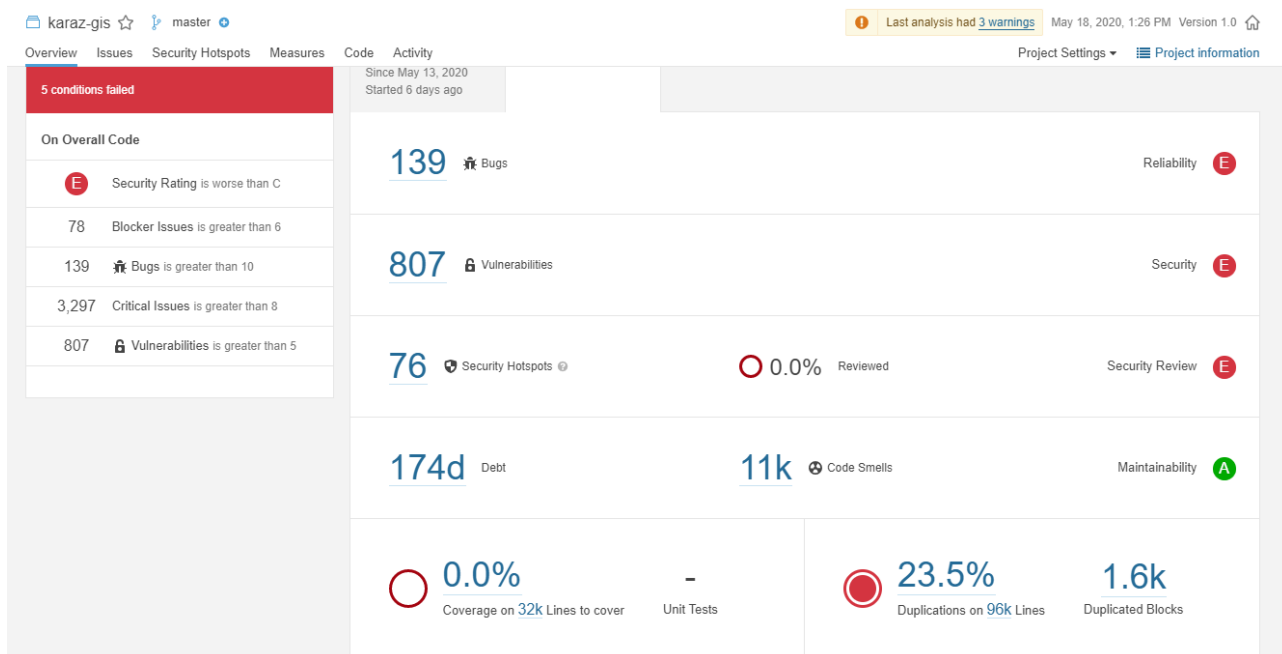 karaz-gis master Last analysis had 3 warnings May 18, 2020, 1:26 PM Version 1.0
Overview Issues Security Hotspots Measures Code Activity Project Settings Project information
5 conditions failed
On Overall Code
E Security Rating is worse than C
78 Blocker Issues is greater than 6
139 Bugs is greater than 10
3,297 Critical Issues is greater than 8
807 Vulnerabilities is greater than 5
Since May 13, 2020
Started 6 days ago
139 Bugs Reliability E
807 Vulnerabilities Security E
76 Security Hotspots ? 0.0% Reviewed Security Review E
174d Debt 11k Code Smells Maintainability A
0.0% - 
Coverage on 32k Lines to cover Unit Tests
23.5% 1.6k
Duplications on 96k Lines Duplicated Blocks